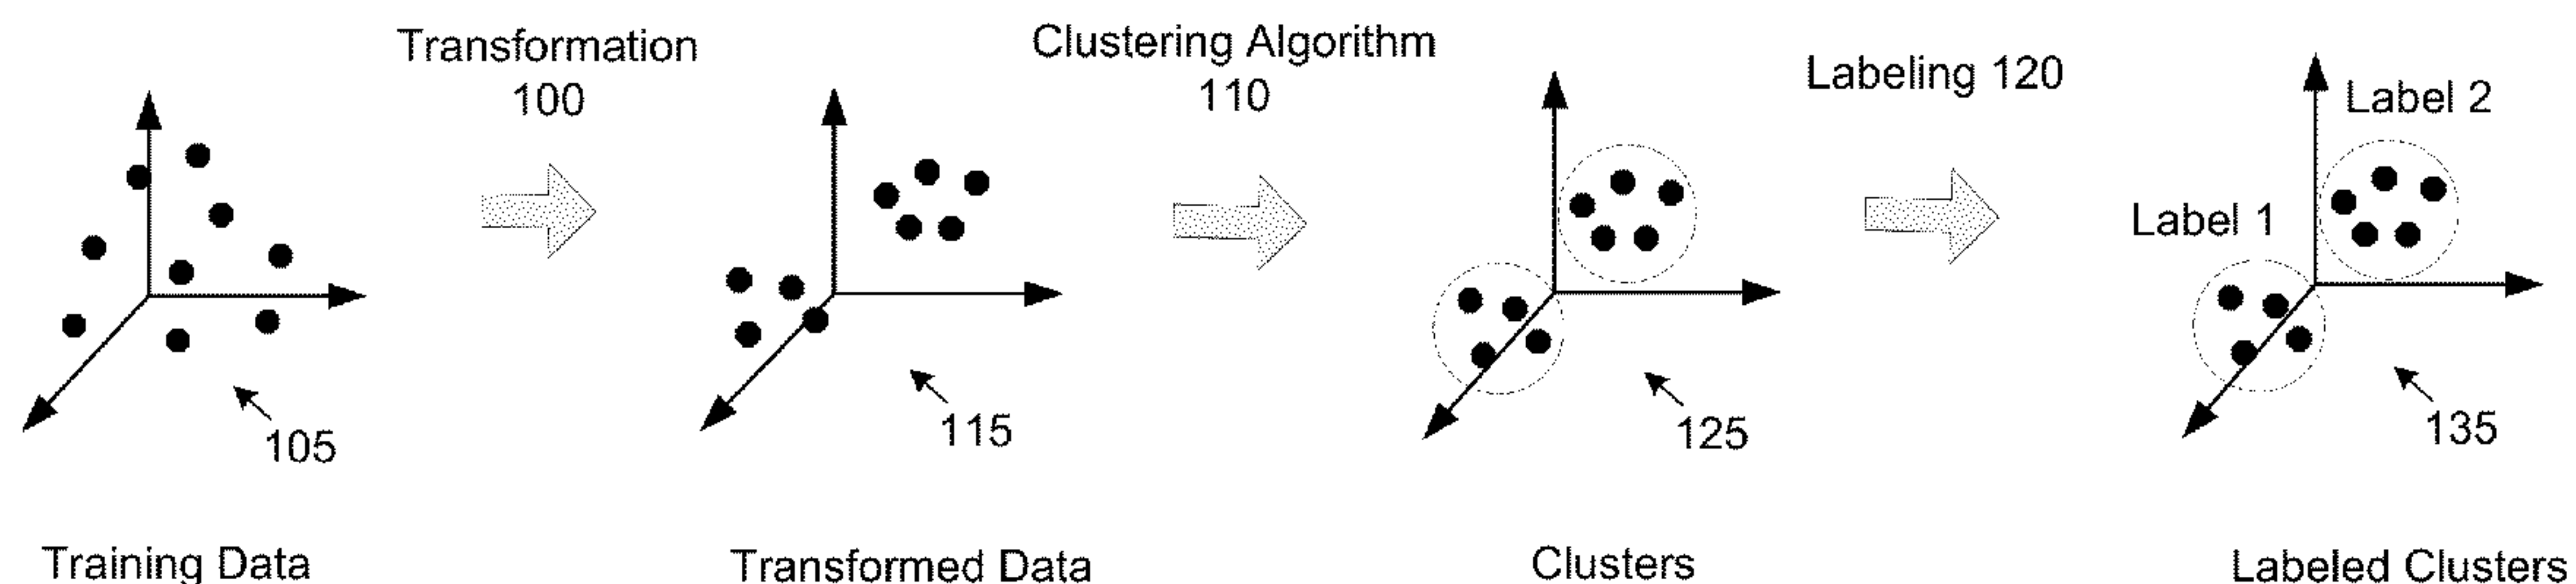 Transformation
100
Clustering Algorithm
110
Labeling 120
Label 2
Label 1
105
115
125
135
Training Data
Transformed Data
Clusters
Labeled Clusters